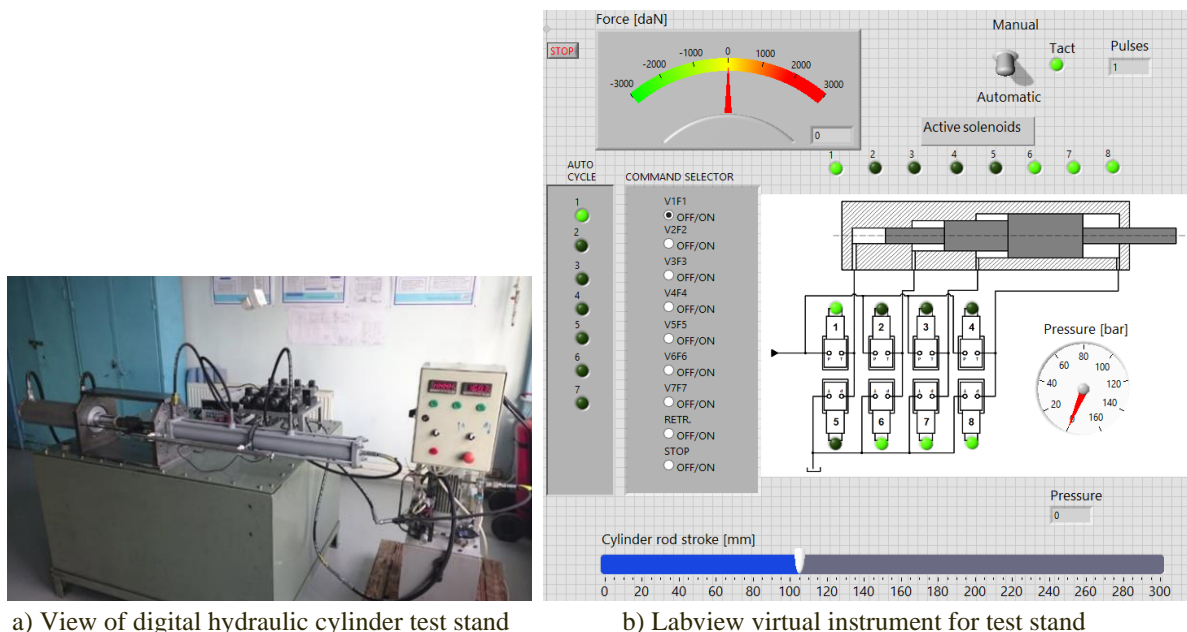 Force [daN]
STOP
-3000 -2000 -1000 0 1000 2000 3000
0
Manual
Tact
Pulses
1
Automatic
Active solenoids
1 2 3 4 5 6 7 8
AUTO
CYCLE
1
2
3
4
5
6
7
COMMAND SELECTOR
V1F1
OFF/ON
V2F2
OFF/ON
V3F3
OFF/ON
V4F4
OFF/ON
V5F5
OFF/ON
V6F6
OFF/ON
V7F7
OFF/ON
RETR.
OFF/ON
STOP
OFF/ON
1 2 3 4
5 6 7 8
Pressure [bar]
0 20 40 60 80 100 120 140 160
Pressure
0
Cylinder rod stroke [mm]
0 20 40 60 80 100 120 140 160 180 200 220 240 260 280 300
a) View of digital hydraulic cylinder test stand
b) Labview virtual instrument for test stand